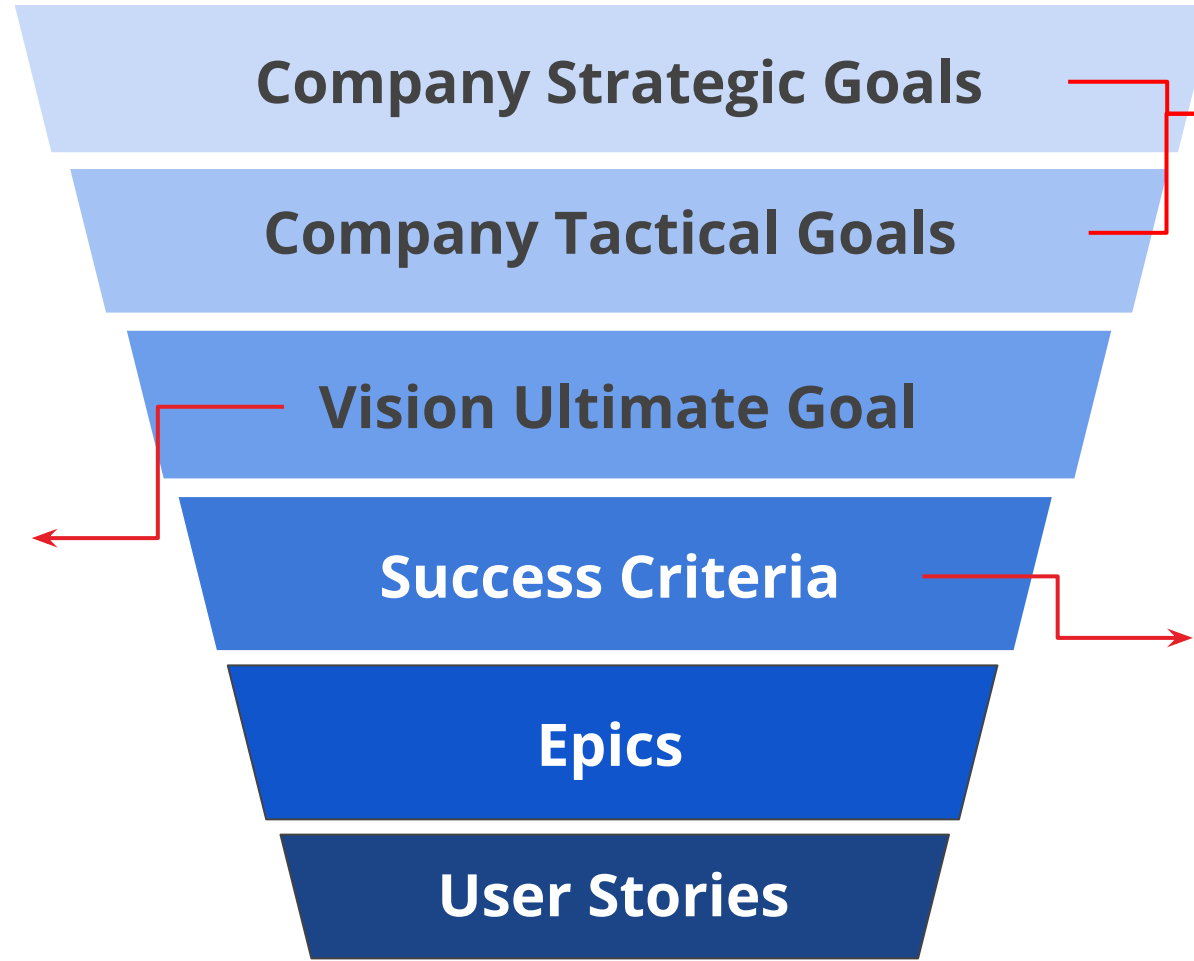 Company Strategic Goals
Company Tactical Goals
Vision Ultimate Goal
Success Criteria
Epics
User Stories